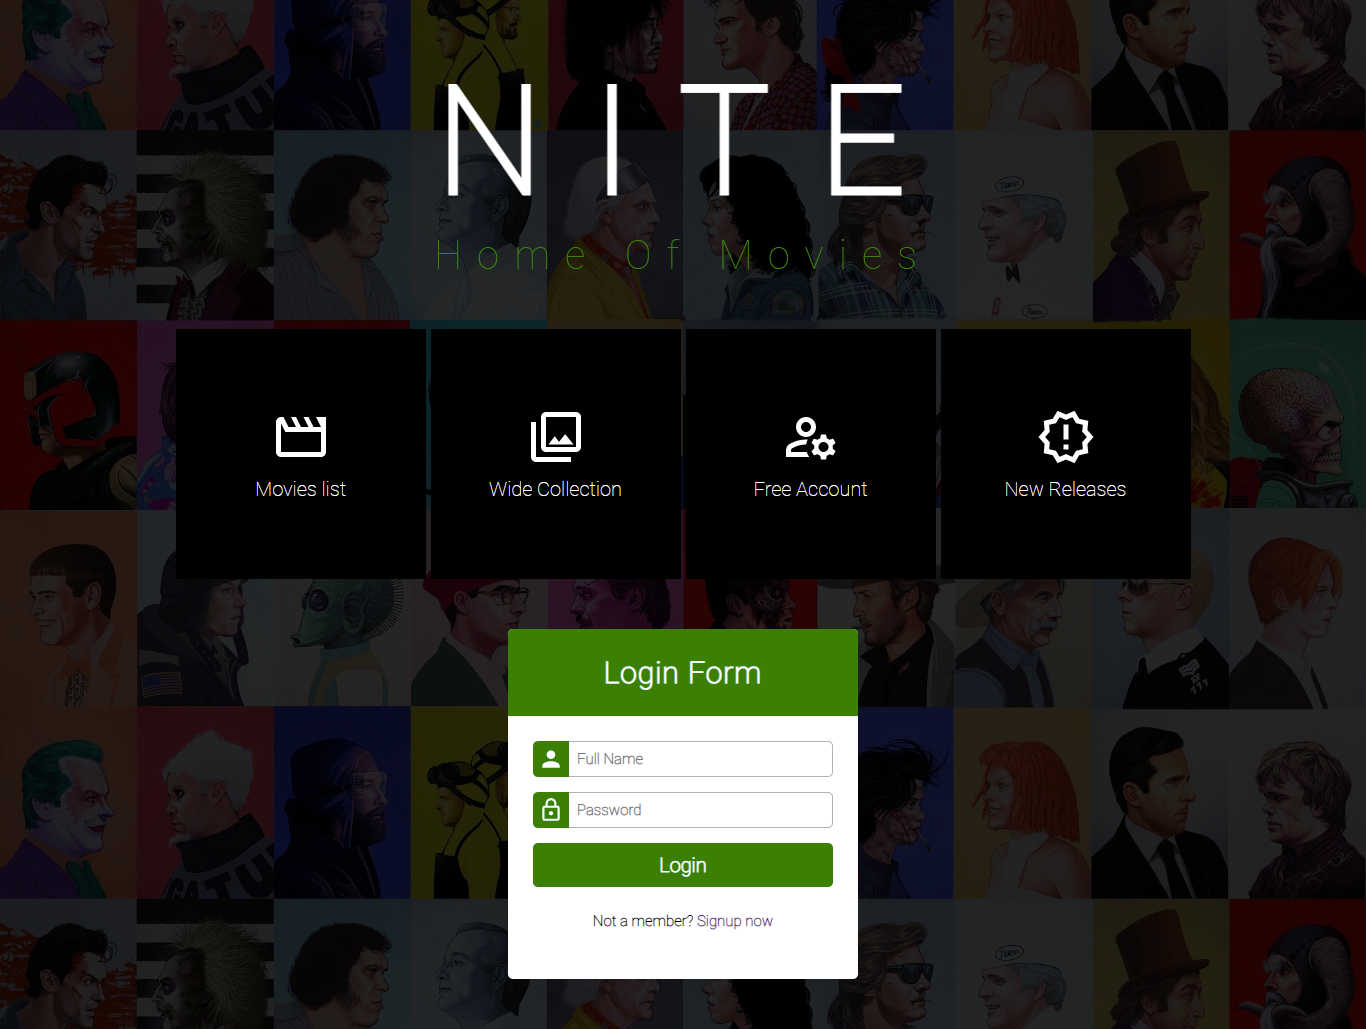 NITE
Home Of Movies
Movies list
Wide Collection
Free Account
New Releases
Login Form
Full Name
Password
Login
Not a member? Signup now